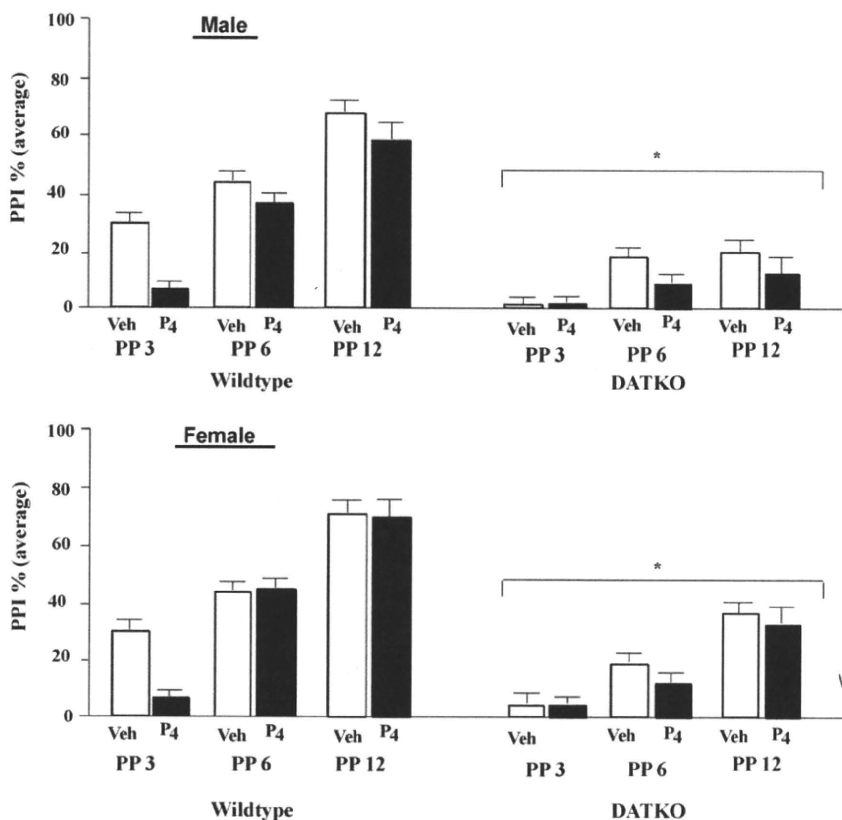 Male
PPI % (average)
100
80
60
40
20
0
*
Veh P4 Veh P4 Veh P4 Veh P4 Veh P4 Veh P4
PP 3 PP 6 PP 12 PP 3 PP 6 PP 12
Wildtype DATKO
Female
PPI % (average)
100
80
60
40
20
0
*
Veh P4 Veh P4 Veh P4 Veh P4 Veh P4
PP 3 PP 6 PP 12 PP 3 PP 6 PP 12
Wildtype DATKO